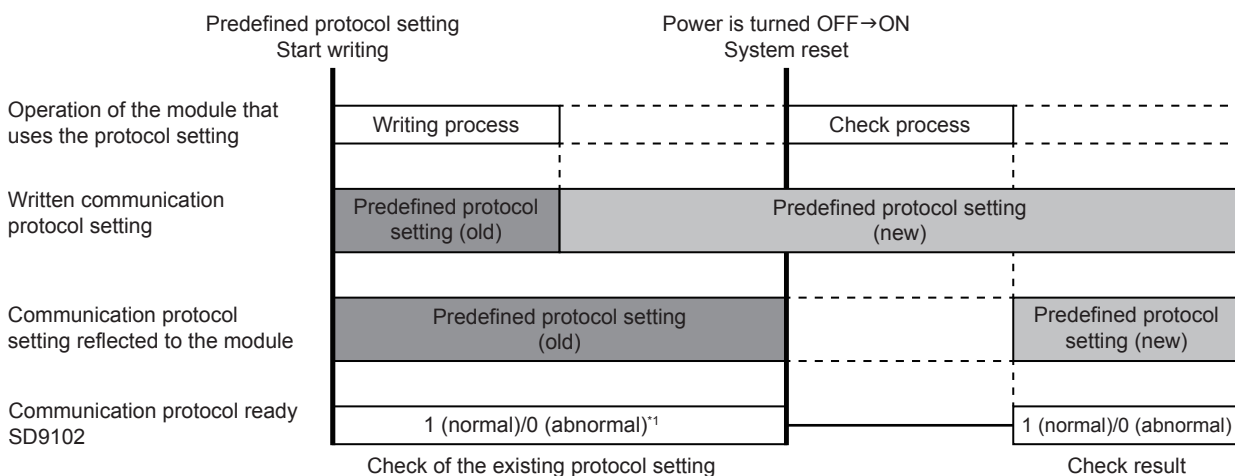 Predefined protocol setting
Start writing
Power is turned OFF→ON
System reset
Operation of the module that
uses the protocol setting
Writing process
Check process
Written communication
protocol setting
Predefined protocol
setting (old)
Predefined protocol setting
(new)
Communication protocol
setting reflected to the module
Predefined protocol setting
(old)
Predefined protocol
setting (new)
Communication protocol ready
SD9102
1 (normal)/0 (abnormal)*1
1 (normal)/0 (abnormal)
Check of the existing protocol setting
Check result